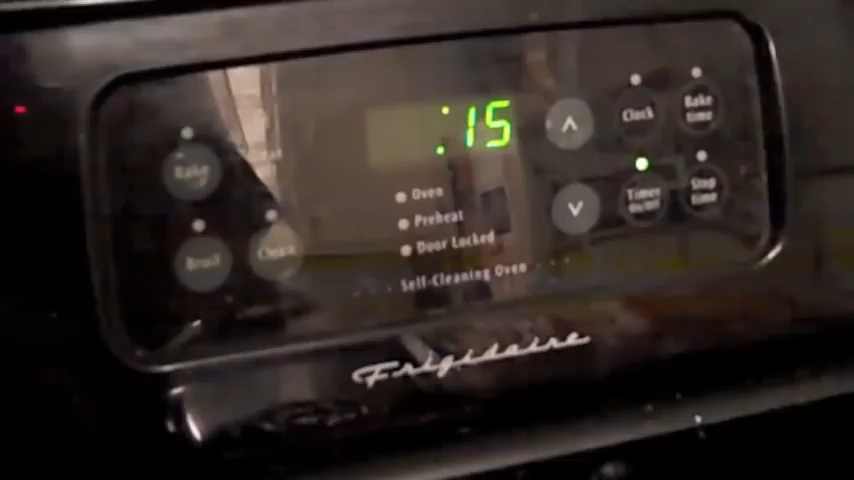 :15
Clock
Bake
time
Bake
Timer
on/off
Stop
time
Oven
Preheat
Broil
Clean
Door Locked
Self-Cleaning Oven
Frigidaire